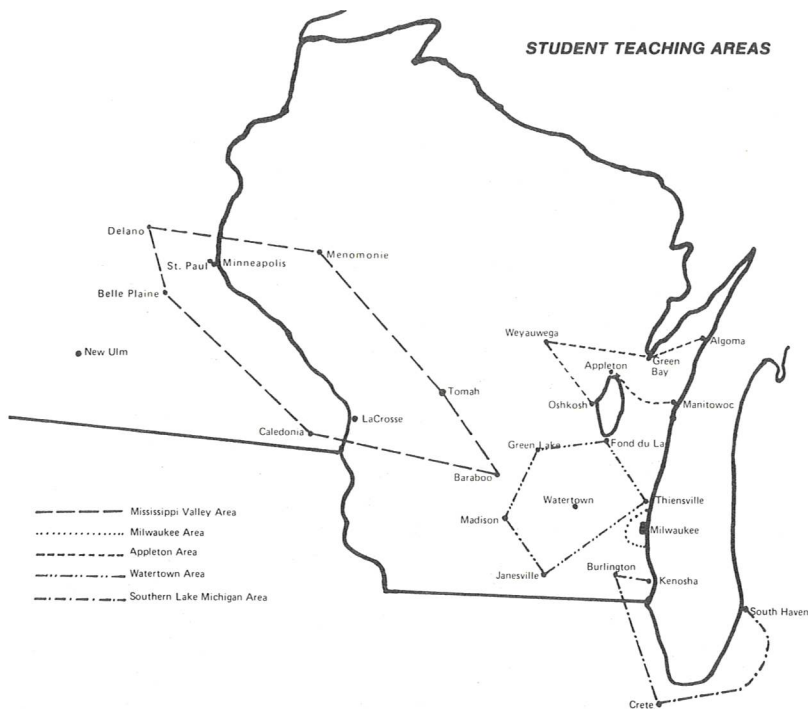 STUDENT TEACHING AREAS
Delano
Menomonie
St. Paul
Minneapolis
Belle Plaine
New Ulm
Weyauwega
Algoma
Green
Bay
Appleton
Tomah
Oshkosh
Manitowoc
LaCrosse
Caledonia
Green Lake
Fond du La
Baraboo
Watertown
Thiensville
Madison
Milwaukee
Janesville
Burlington
Kenosha
South Haven
Crete
Mississippi Valley Area
Milwaukee Area
Appleton Area
Watertown Area
Southern Lake Michigan Area